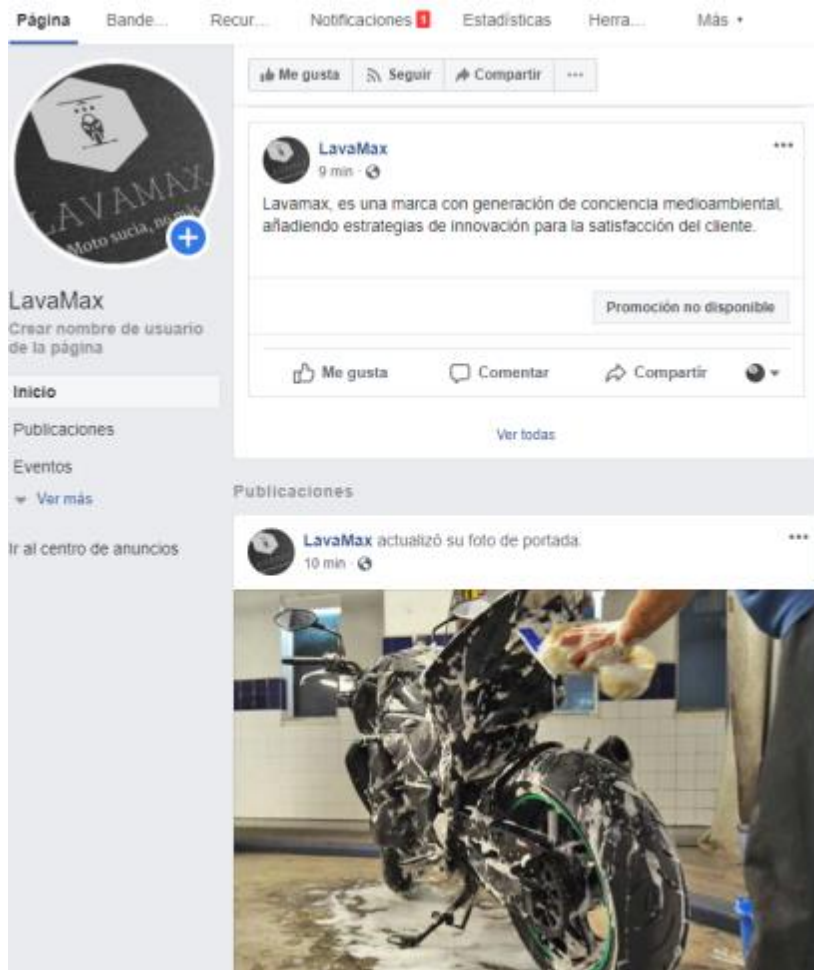 Página Bande... Recur... Notificaciones 1 Estadísticas Herra... Más
Me gusta Seguir Compartir ...
LAVAMAX
Moto sucia, no más
LavaMax
Crear nombre de usuario
de la página
Inicio
Publicaciones
Eventos
Ver más
Ir al centro de anuncios
LavaMax
9 min
Lavamax, es una marca con generación de conciencia medioambiental,
añadiendo estrategias de innovación para la satisfacción del cliente.
Promoción no disponible
Me gusta Comentar Compartir
Ver todas
Publicaciones
LavaMax actualizó su foto de portada.
10 min